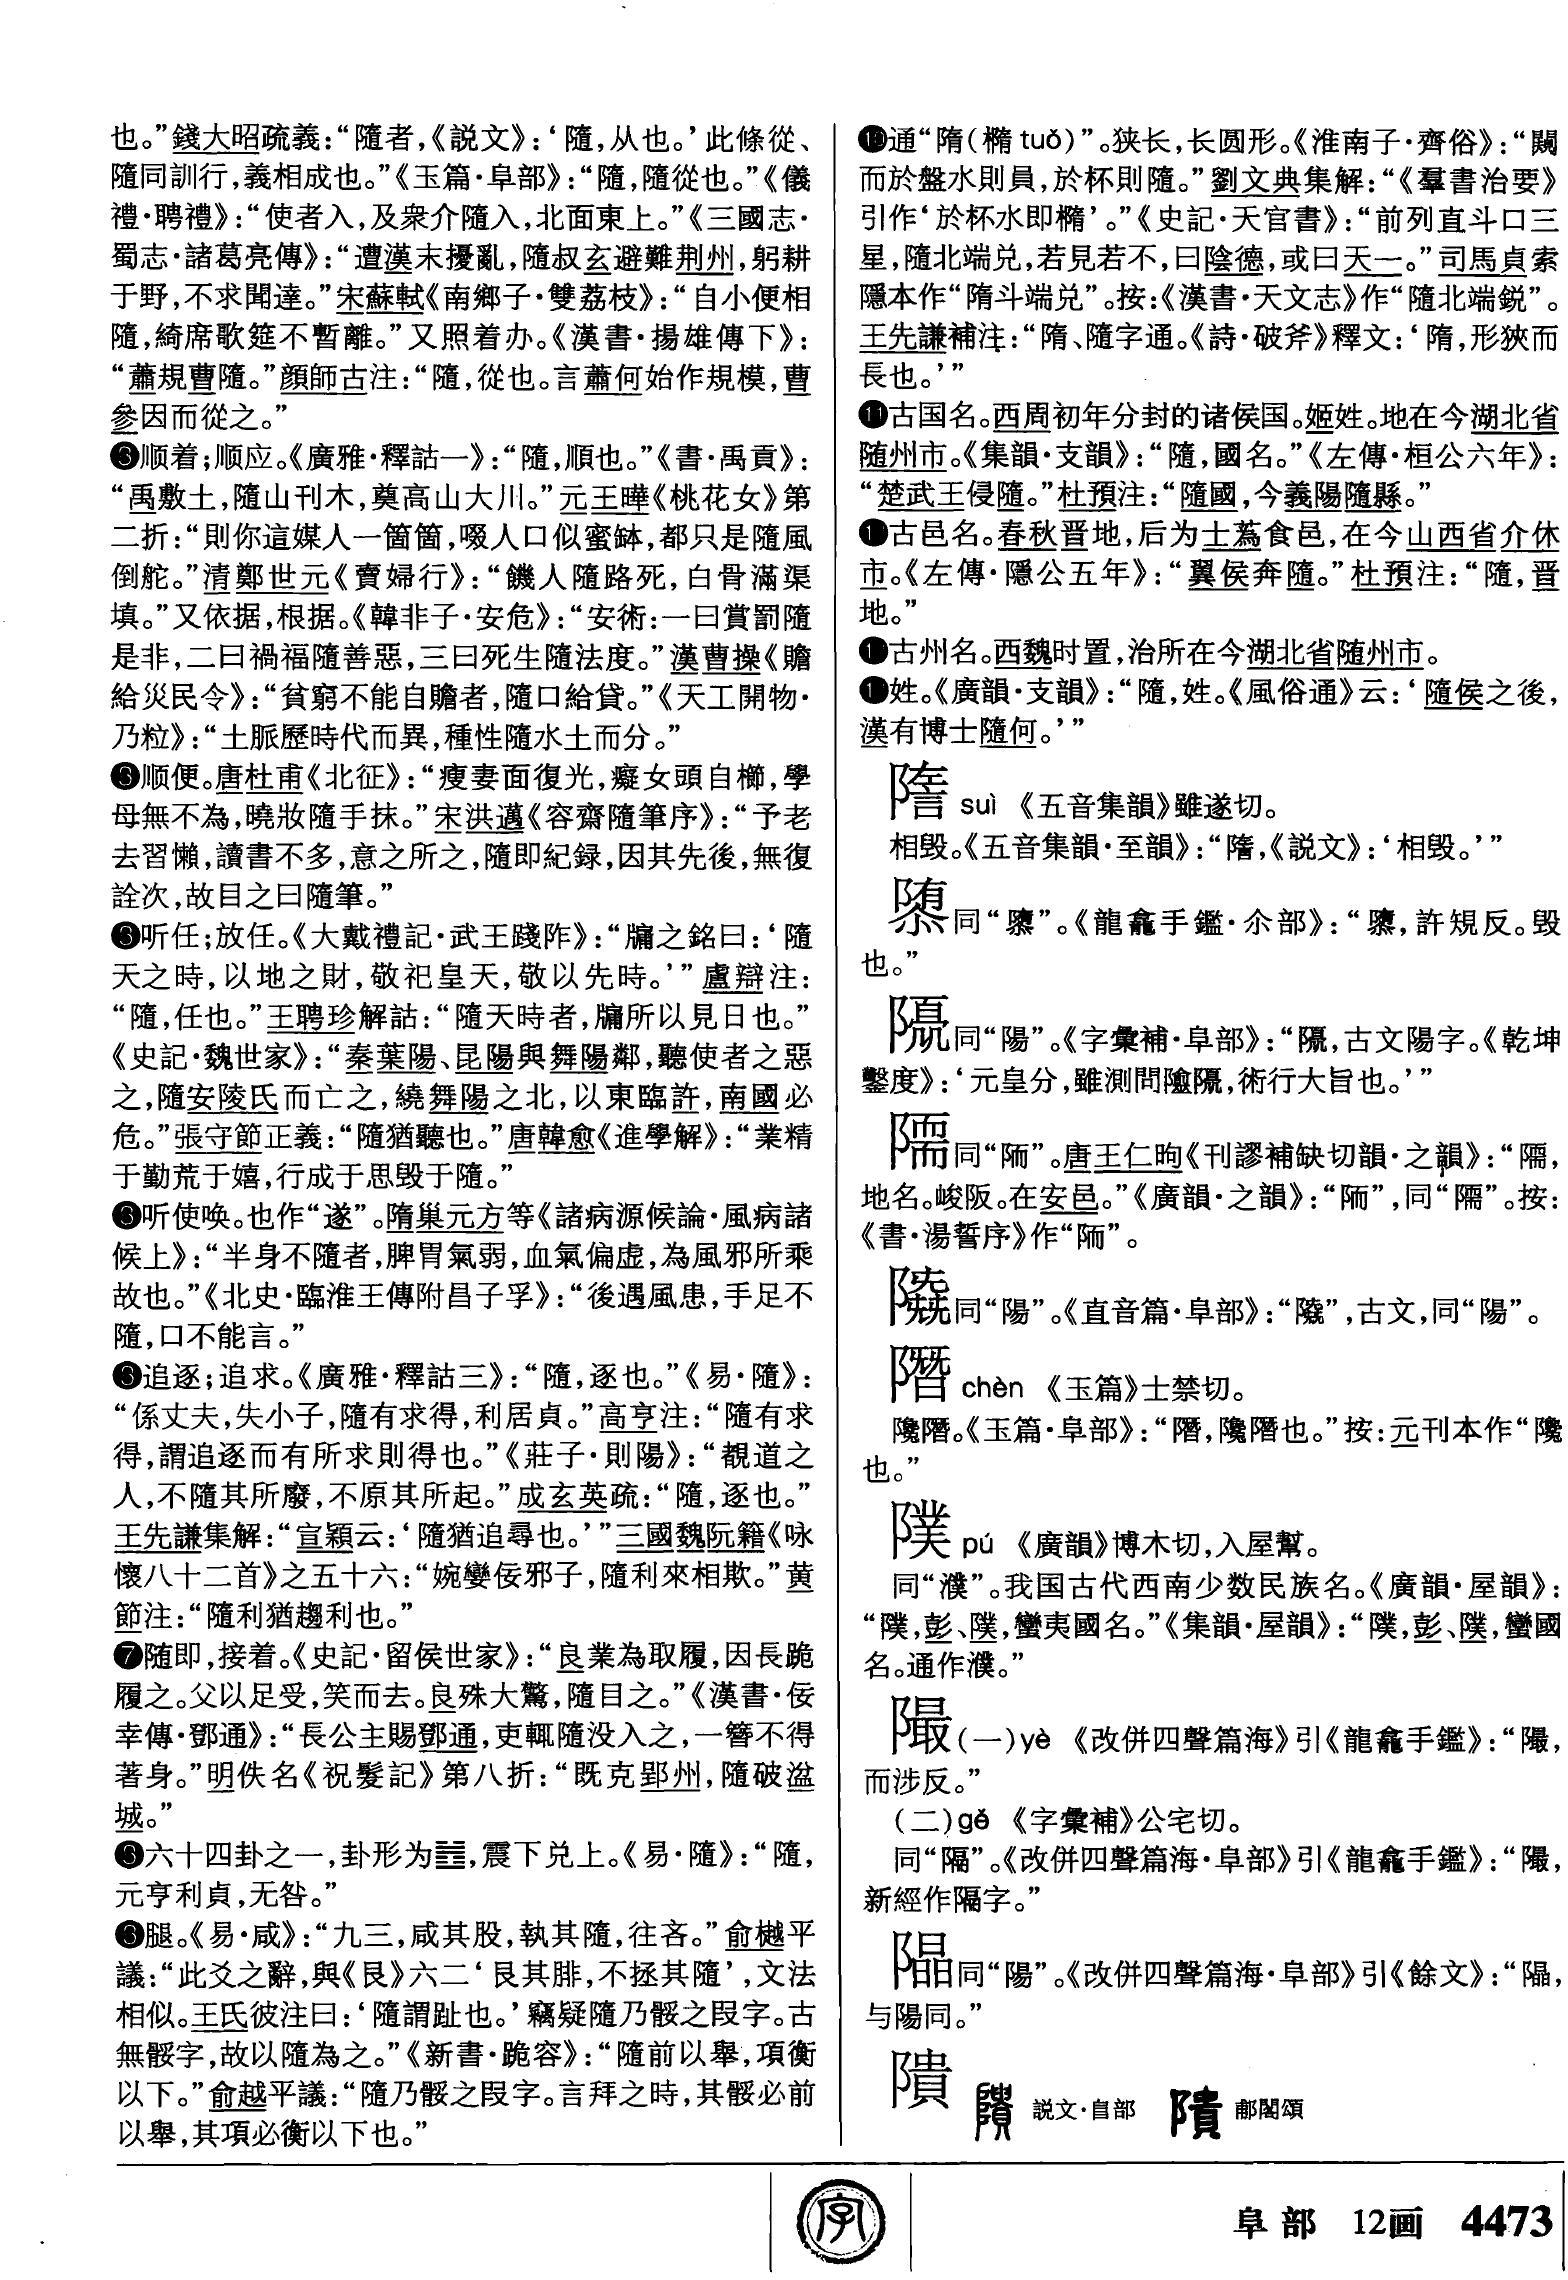 也。”錢大昭疏義：“隨者，《説文》：‘隨，从也。’此條從、
隨同訓行，義相成也。”《玉篇·阜部》：“隨，隨從也。”《儀
禮·聘禮》：“使者入，及衆介隨入，北面東上。”《三國志·
蜀志·諸葛亮傳》：“遭漢末擾亂，隨叔玄避難荆州，躬耕
于野，不求聞達。”宋蘇軾《南鄉子·雙荔枝》：“自小便相
隨，綺席歌筵不暫離。”又照着办。《漢書·揚雄傳下》：
“蕭規曹隨。”顔師古注：“隨，從也。言蕭何始作規模，曹
參因而從之。”
顺着；顺应。《廣雅·釋詁一》：“隨，順也。”《書·禹貢》：
“禹敷土，隨山刊木，奠高山大川。”元王曄《桃花女》第
二折：“則你這媒人一箇箇，啜人口似蜜缽，都只是隨風
倒舵。”清鄭世元《賣婦行》：“饑人隨路死，白骨滿渠
填。”又依据，根据。《韓非子·安危》：“安術：一曰賞罰隨
是非，二曰禍福隨善惡，三曰死生隨法度。”漢曹操《贍
給災民令》：“貧窮不能自贍者，隨口給貸。”《天工開物·
乃粒》：“土脈歷時代而異，種性隨水土而分。”
顺便。唐杜甫《北征》：“瘦妻面復光，癡女頭自櫛，學
母無不為，曉妝隨手抹。”宋洪邁《容齋隨筆序》：“予老
去習懶，讀書不多，意之所之，隨即紀録，因其先後，無復
詮次，故目之曰隨筆。”
听任；放任。《大戴禮記·武王踐阼》：“牖之銘曰：‘隨
天之時，以地之財，敬祀皇天，敬以先時。’”盧辯注：
“隨，任也。”王聘珍解詁：“隨天時者，牖所以見日也。”
《史記·魏世家》：“秦葉陽、昆陽與舞陽鄰，聽使者之惡
之，隨安陵氏而亡之，繞舞陽之北，以東臨許，南國必
危。”張守節正義：“隨猶聽也。”唐韓愈《進學解》：“業精
于勤荒于嬉，行成于思毁于隨。”
听使唤。也作“遂”。隋巢元方等《諸病源候論·風病諸
候上》：“半身不隨者，脾胃氣弱，血氣偏虚，為風邪所乘
故也。”《北史·臨淮王傳附昌子孚》：“後遇風患，手足不
隨，口不能言。”
追逐；追求。《廣雅·釋詁三》：“隨，逐也。”《易·隨》：
“係丈夫，失小子，隨有求得，利居貞。”高亨注：“隨有求
得，謂追逐而有所求則得也。”《莊子·則陽》：“覩道之
人，不隨其所廢，不原其所起。”成玄英疏：“隨，逐也。”
王先謙集解：“宣穎云：‘隨猶追尋也。’”三國魏阮籍《咏
懷八十二首》之五十六：“婉孌佞邪子，隨利來相欺。”黄
節注：“隨利猶趨利也。”
❼随即，接着。《史記·留侯世家》：“良業為取履，因長跪
履之。父以足受，笑而去。良殊大驚，隨目之。”《漢書·佞
幸傳·鄧通》：“長公主賜鄧通，吏輒隨没入之，一簪不得
著身。”明佚名《祝髮記》第八折：“既克郢州，隨破湓
城。”
六十四卦之一，卦形为䷐，震下兑上。《易·隨》：“隨，
元亨利貞，无咎。”
腿。《易·咸》：“九三，咸其股，執其隨，往吝。”俞樾平
議：“此爻之辭，與《艮》六二‘艮其腓，不拯其隨’，文法
相似。王氏彼注曰：‘隨謂趾也。’竊疑隨乃骽之叚字。古
無骽字，故以隨為之。”《新書·跪容》：“隨前以舉，項衡
以下。”俞越平議：“隨乃骽之叚字。言拜之時，其骽必前
以舉，其項必衡以下也。”
❿通“隋（橢tuǒ）”。狭长，长圆形。《淮南子·齊俗》：“闚
而於盤水則員，於杯則隨。”劉文典集解：“《羣書治要》
引作‘於杯水即橢’。”《史記·天官書》：“前列直斗口三
星，隨北端兑，若見若不，曰陰德，或曰天一。”司馬貞索
隱本作“隋斗端兑”。按：《漢書·天文志》作“隨北端鋭”。
王先謙補注：“隋、隨字通。《詩·破斧》釋文：‘隋，形狹而
長也。’”
⓫古国名。西周初年分封的诸侯国。姬姓。地在今湖北省
随州市。《集韻·支韻》：“隨，國名。”《左傳·桓公六年》：
“楚武王侵隨。”杜預注：“隨國，今義陽隨縣。”
古邑名。春秋晋地，后为士蔿食邑，在今山西省介休
市。《左傳·隱公五年》：“翼侯奔隨。”杜預注：“隨，晋
地。”
古州名。西魏时置，治所在今湖北省随州市。
姓。《廣韻·支韻》：“隨，姓。《風俗通》云：‘隨侯之後，
漢有博士隨何。’”
suì 《五音集韻》雖遂切。
相毁。《五音集韻·至韻》：“，《説文》：‘相毁。’”
同“隳”。《龍龕手鑑·尒部》：“，許規反。毁
也。”
同“陽”。《字彙補·阜部》：“，古文陽字。《乾坤
鑿度》：‘元皇分，雖測問隂，術行大旨也。’”
隭同“陑”。唐王仁昫《刊謬補缺切韻·之韻》：“隭，
地名。峻阪。在安邑。”《廣韻·之韻》：“陑”，同“隭”。按：
《書·湯誓序》作“陑”。
同“陽”。《直音篇·阜部》：“”，古文，同“陽”。
chèn 《玉篇》士禁切。
《玉篇·阜部》：“，也。”按：元刊本作“
也。”
pú 《廣韻》博木切，入屋幫。
同“濮”。我国古代西南少数民族名。《廣韻·屋韻》：
“，彭、，蠻夷國名。”《集韻·屋韻》：“，彭、，蠻國
名。通作濮。”
（一）yè 《改併四聲篇海》引《龍龕手鑑》：“，
而涉反。”
（二）gé 《字彙補》公宅切。
同“隔”。《改併四聲篇海·阜部》引《龍龕手鑑》：“，
新經作隔字。”
同“陽”。《改併四聲篇海·阜部》引《餘文》：“，
与陽同。”
隤
説文·𨸏部 郙閣頌
字
阜部 12画 4473